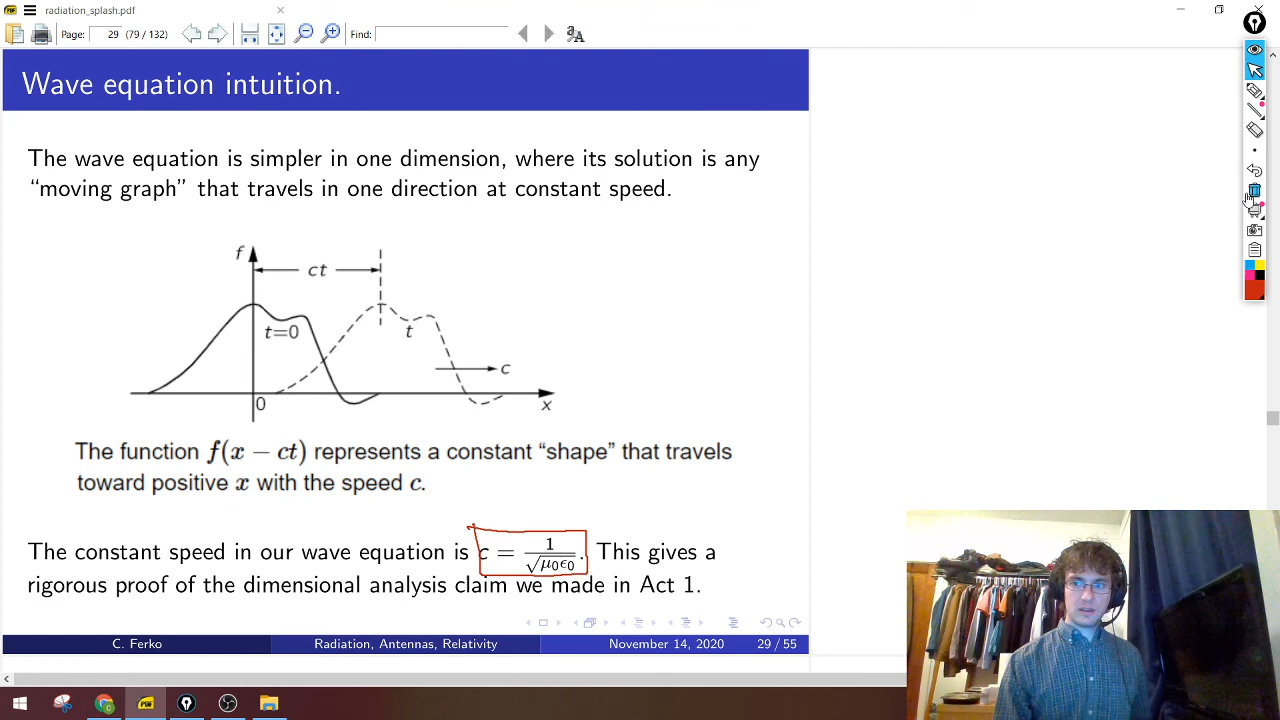 radiation_splash.pdf
Page: 29 (79 / 132) Find:
Wave equation intuition.
The wave equation is simpler in one dimension, where its solution is any
“moving graph” that travels in one direction at constant speed.
f
ct
t=0
t
c
0
x
The function f(x − ct) represents a constant “shape” that travels
toward positive x with the speed c.
The constant speed in our wave equation is c = 1/√μ₀ϵ₀. This gives a
rigorous proof of the dimensional analysis claim we made in Act 1.
C. Ferko Radiation, Antennas, Relativity November 14, 2020 29 / 55
PDF